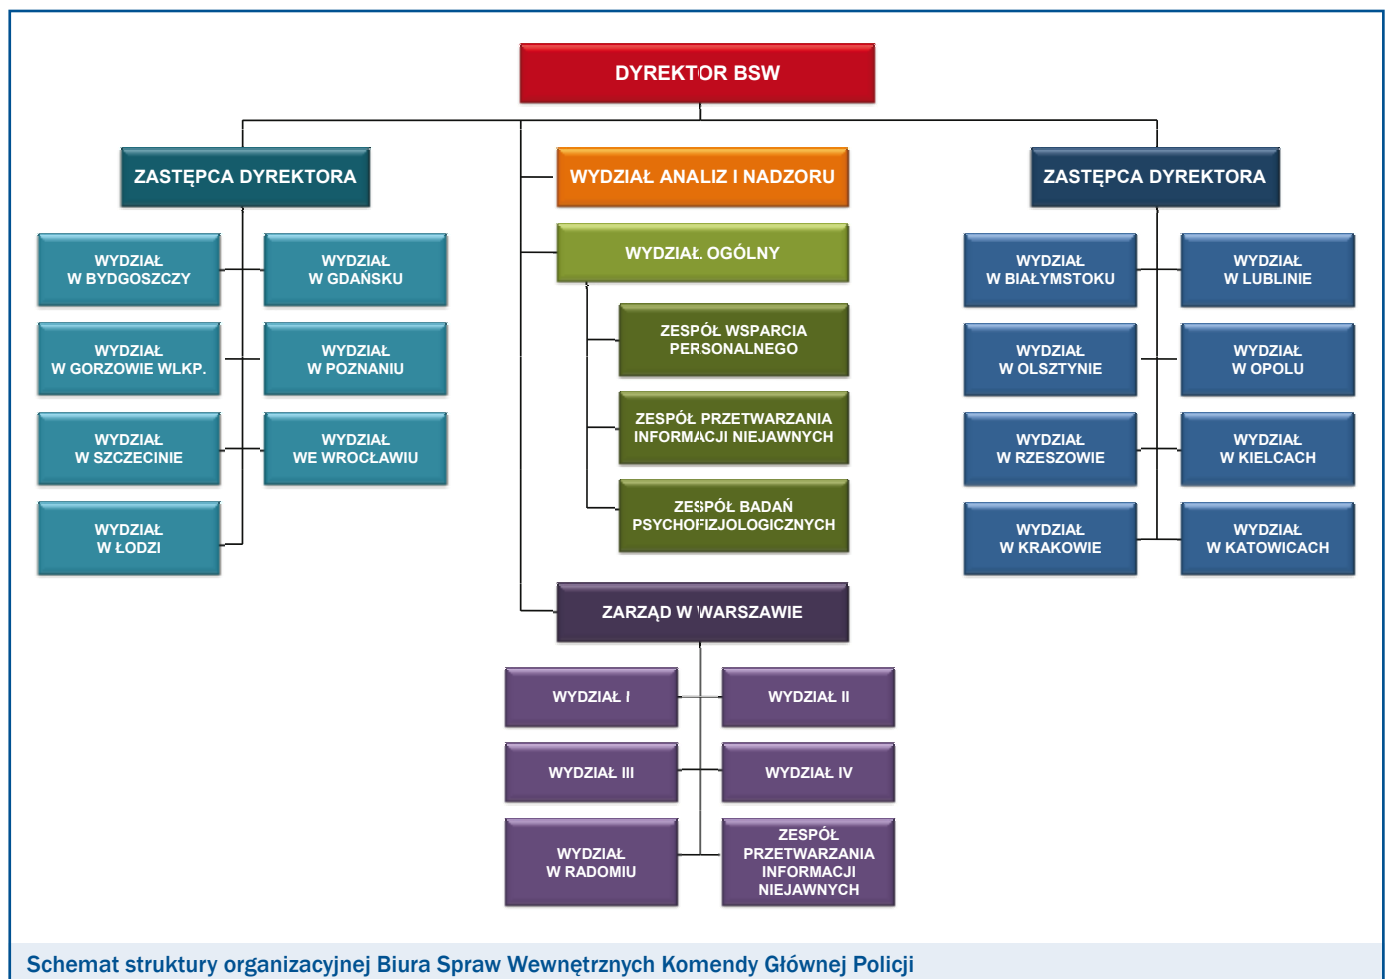 DYREKTOR BSW
ZASTĘPCA DYREKTORA
WYDZIAŁ
W BYDGOSZCZY
WYDZIAŁ
W GDAŃSKU
WYDZIAŁ
W GORZOWIE WLKP.
WYDZIAŁ
W POZNANIU
WYDZIAŁ
W SZCZECINIE
WYDZIAŁ
WE WROCŁAWIU
WYDZIAŁ
W ŁODZI
WYDZIAŁ ANALIZ I NADZORU
WYDZIAŁ OGÓLNY
ZESPÓŁ WSPARCIA
PERSONALNEGO
ZESPÓŁ PRZETWARZANIA
INFORMACJI NIEJAWNYCH
ZESPÓŁ BADAŃ
PSYCHOFIZJOLOGICZNYCH
ZARZĄD W WARSZAWIE
WYDZIAŁ I
WYDZIAŁ II
WYDZIAŁ III
WYDZIAŁ IV
WYDZIAŁ
W RADOMIU
ZESPÓŁ
PRZETWARZANIA
INFORMACJI
NIEJAWNYCH
ZASTĘPCA DYREKTORA
WYDZIAŁ
W BIAŁYMSTOKU
WYDZIAŁ
W LUBLINIE
WYDZIAŁ
W OLSZTYNIE
WYDZIAŁ
W OPOLU
WYDZIAŁ
W RZESZOWIE
WYDZIAŁ
W KIELCACH
WYDZIAŁ
W KRAKOWIE
WYDZIAŁ
W KATOWICACH
Schemat struktury organizacyjnej Biura Spraw Wewnętrznych Komendy Głównej Policji